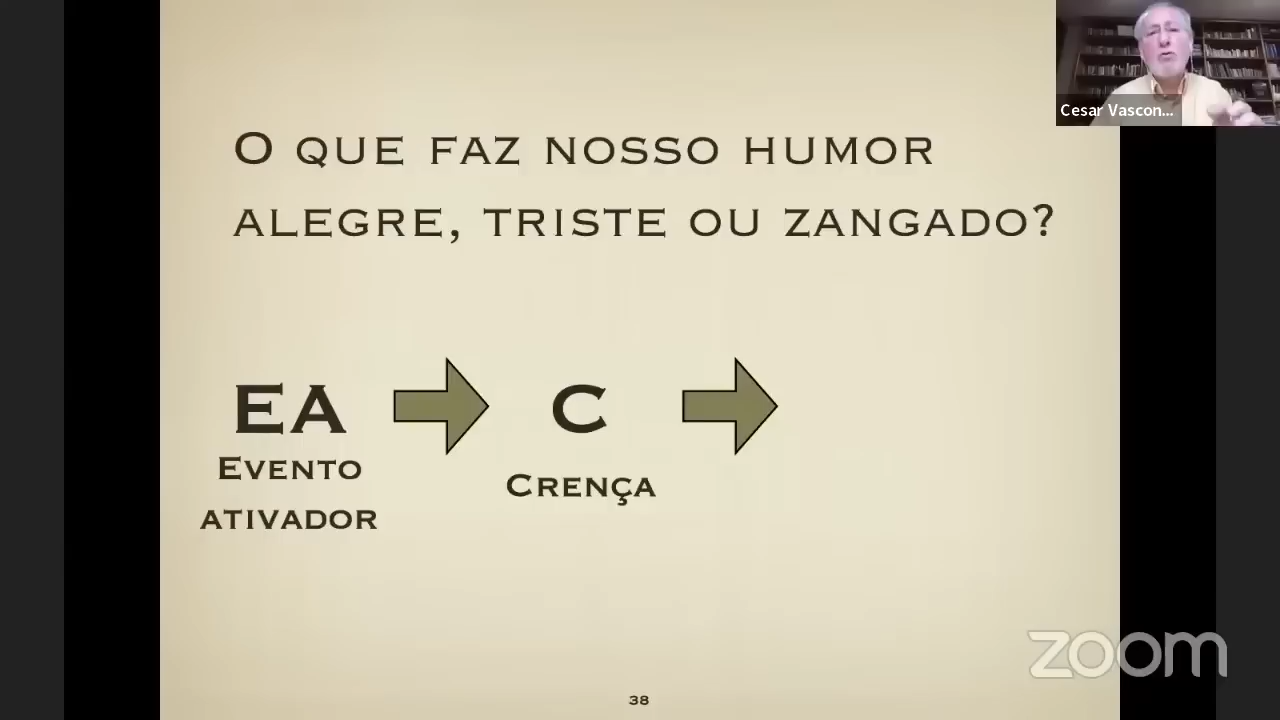 Cesar Vascon...
O QUE FAZ NOSSO HUMOR
ALEGRE, TRISTE OU ZANGADO?
EA
EVENTO
ATIVADOR
C
CRENÇA
zoom
38